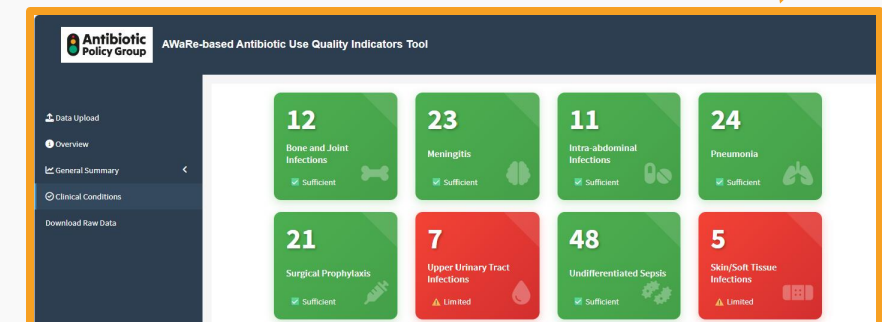 Antibiotic
Policy Group
AWaRe-based Antibiotic Use Quality Indicators Tool
Data Upload
Overview
General Summary
Clinical Conditions
Download Raw Data
12
Bone and Joint
Infections
Sufficient
23
Meningitis
Sufficient
11
Intra-abdominal
Infections
Sufficient
24
Pneumonia
Sufficient
21
Surgical Prophylaxis
Sufficient
7
Upper Urinary Tract
Infections
Limited
48
Undifferentiated Sepsis
Sufficient
5
Skin/Soft Tissue
Infections
Limited